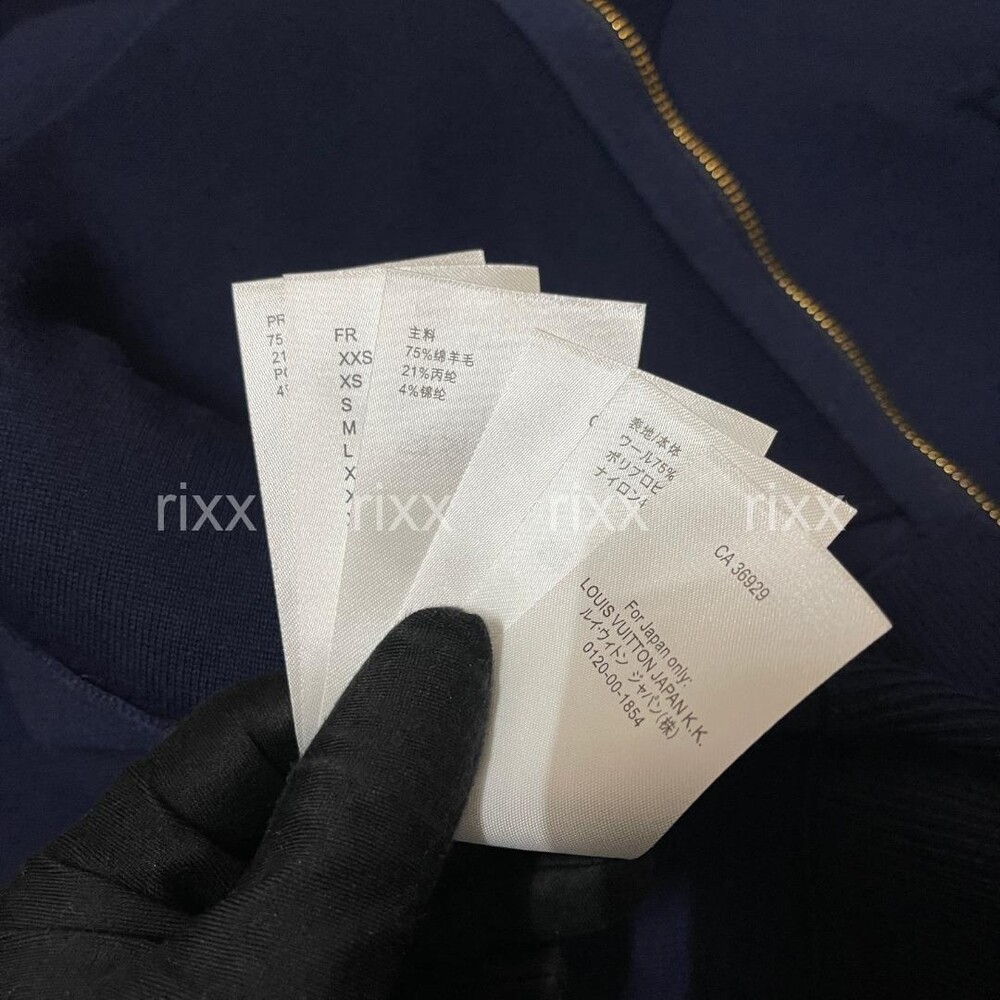 PR
75
21
4
FR
XXS
XS
S
M
L
X
X
主料
75%绵羊毛
21%丙纶
4%锦纶
表地/本体
ウール75%
ポリプロピ
ナイロン4
CA 36929
For Japan only:
LOUIS VUITTON JAPAN K.K.
ルイ・ヴィトン ジャパン(株)
0120-00-1854
rixx rixx rixx rixx